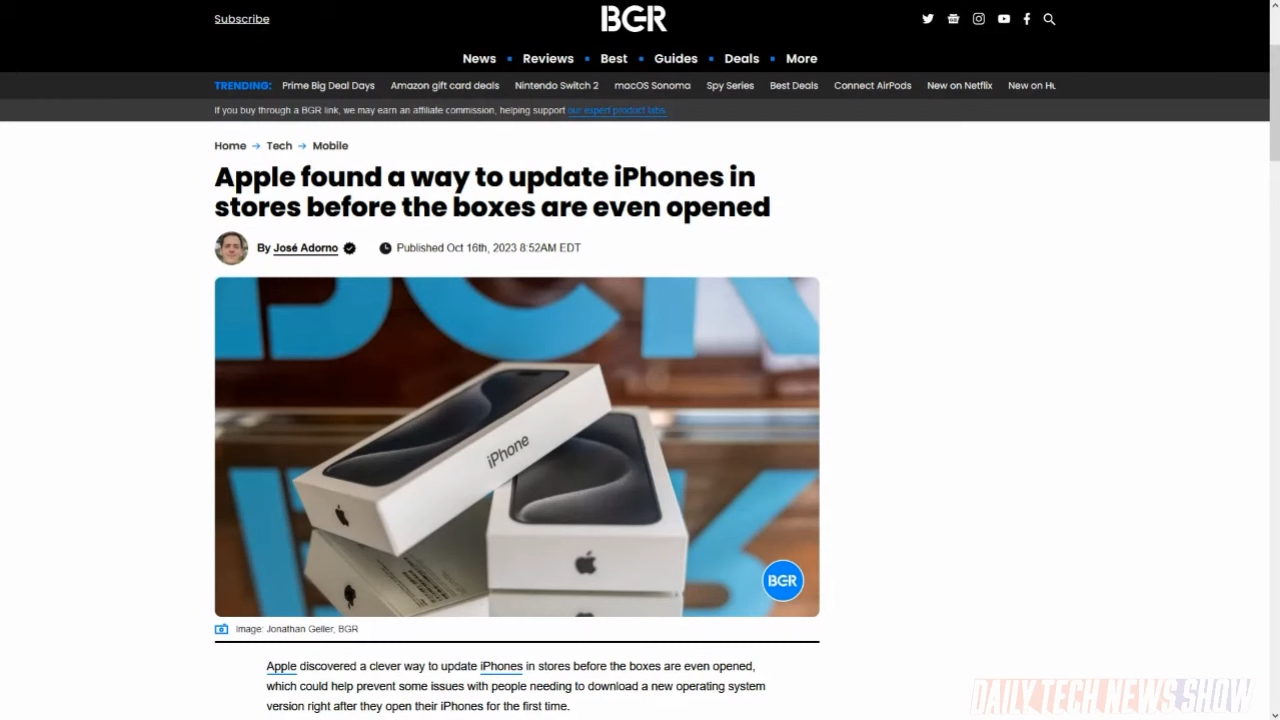 Subscribe
BGR
News Reviews Best Guides Deals More
TRENDING: Prime Big Deal Days Amazon gift card deals Nintendo Switch 2 macOS Sonoma Spy Series Best Deals Connect AirPods New on Netflix New on Hu
If you buy through a BGR link, we may earn an affiliate commission, helping support our expert product labs.
Home → Tech → Mobile
Apple found a way to update iPhones in
stores before the boxes are even opened
By José Adorno Published Oct 16th, 2023 8:52AM EDT
BGR
iPhone
BGR
Image: Jonathan Geller, BGR
Apple discovered a clever way to update iPhones in stores before the boxes are even opened,
which could help prevent some issues with people needing to download a new operating system
version right after they open their iPhones for the first time.
DAILY TECH NEWS SHOW